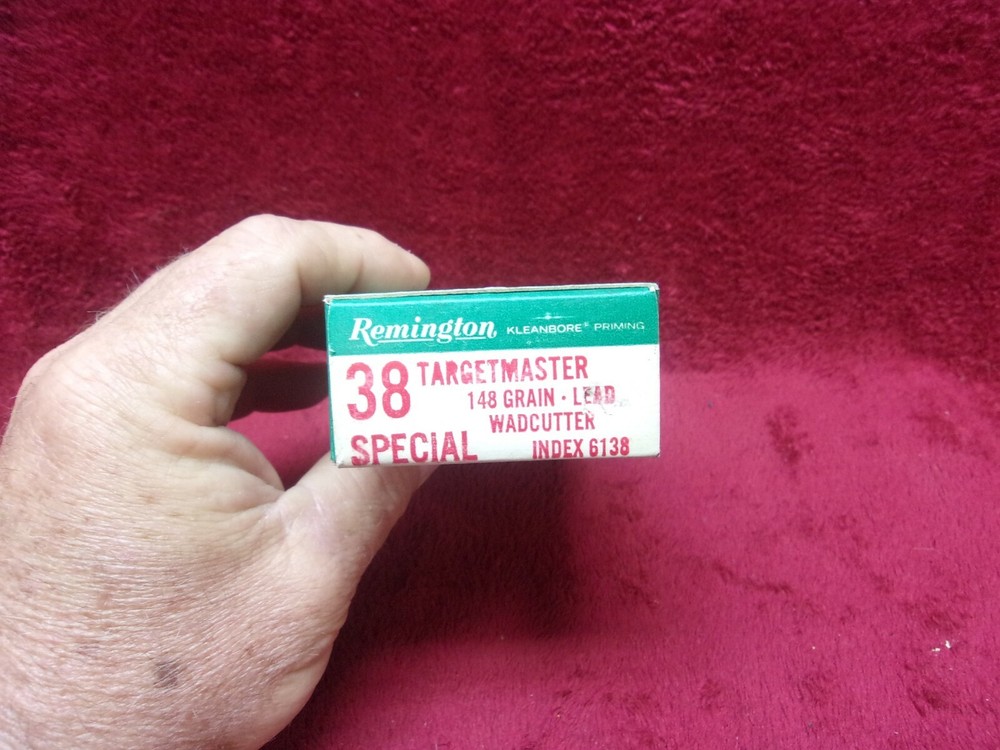 Remington KLEANBORE® PRIMING
38 TARGETMASTER
148 GRAIN · LEAD
WADCUTTER
SPECIAL INDEX 6138